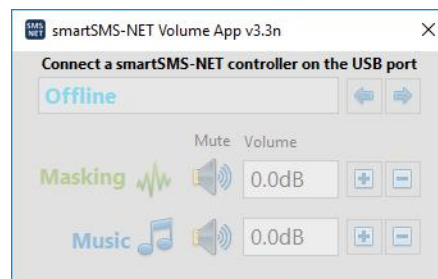 SMS
NET
smartSMS-NET Volume App v3.3n
Connect a smartSMS-NET controller on the USB port
Offline
Mute Volume
Masking 0.0dB
Music 0.0dB